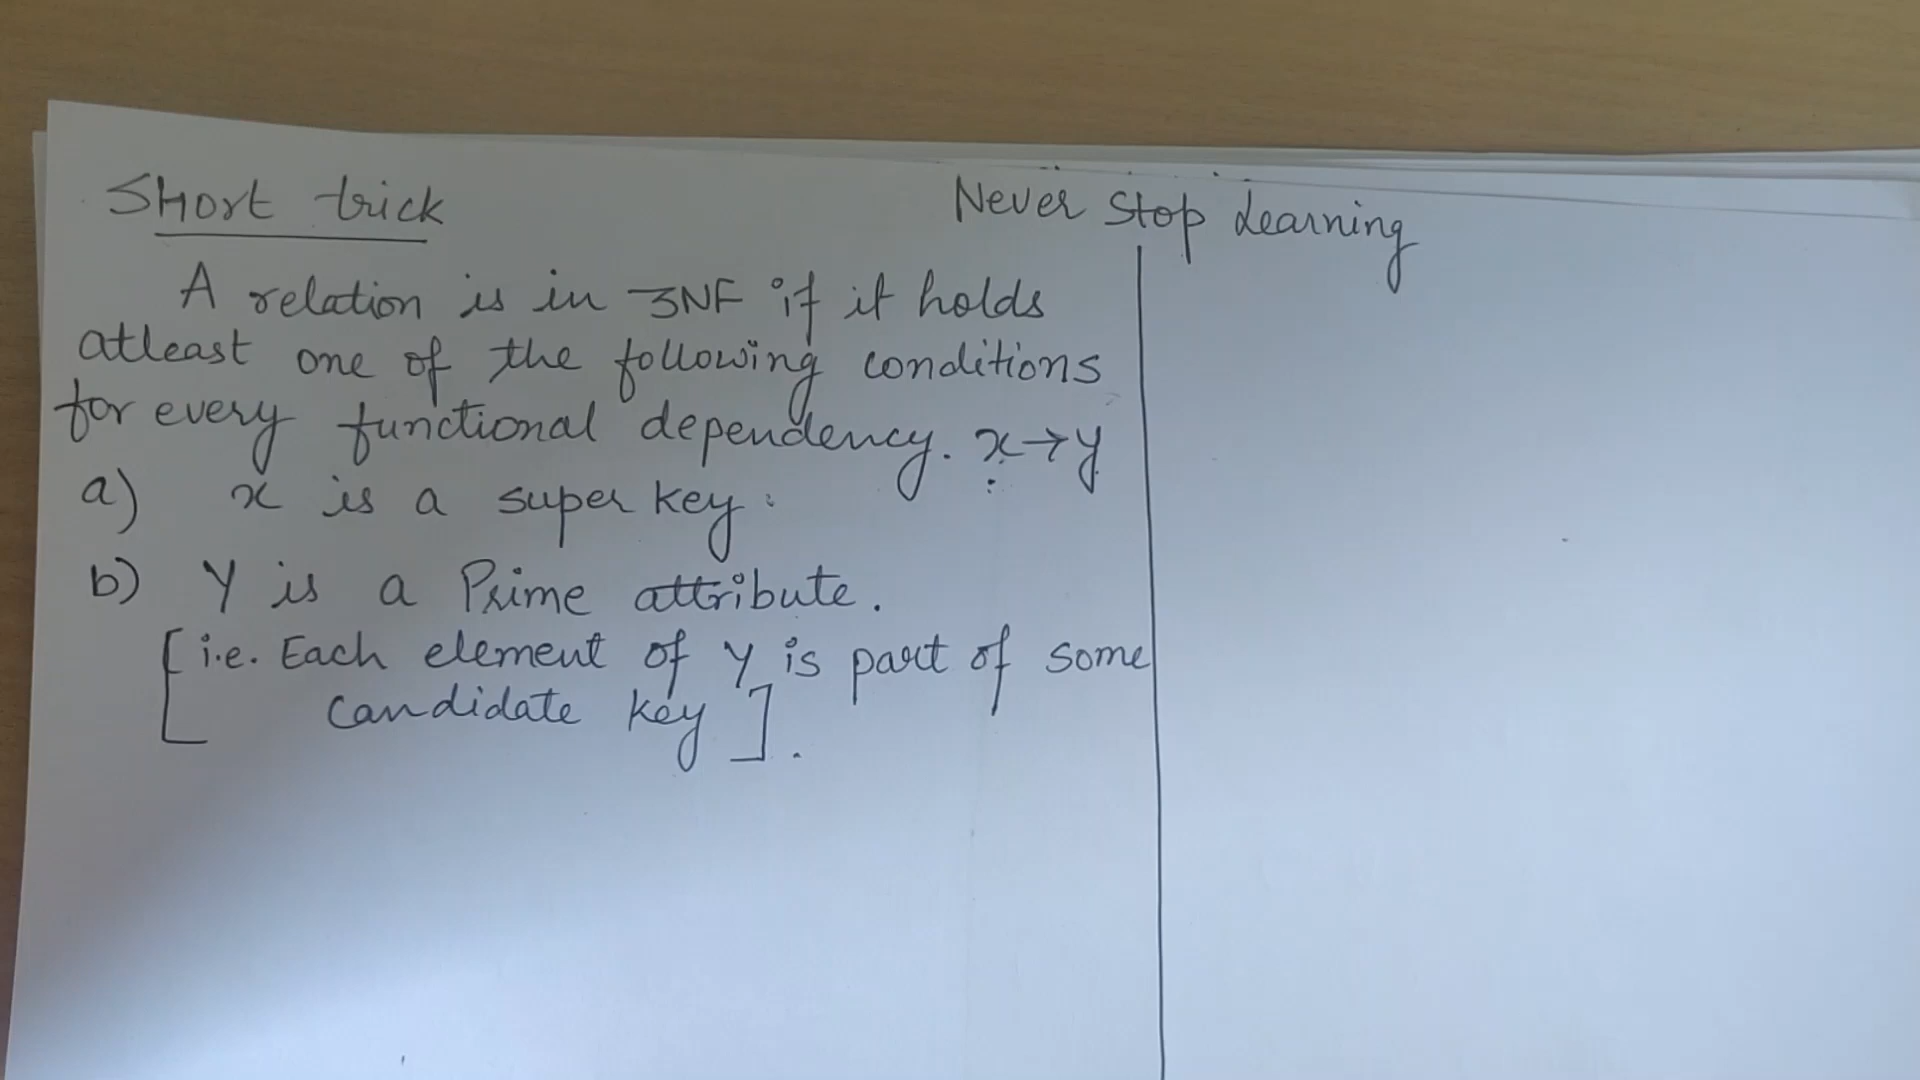 Short trick
Never Stop Learning
A relation is in 3NF if it holds
atleast one of the following conditions
for every functional dependency. x→y
a) x is a super key.
b) Y is a Prime attribute.
[i.e. Each element of Y is part of some
candidate key].